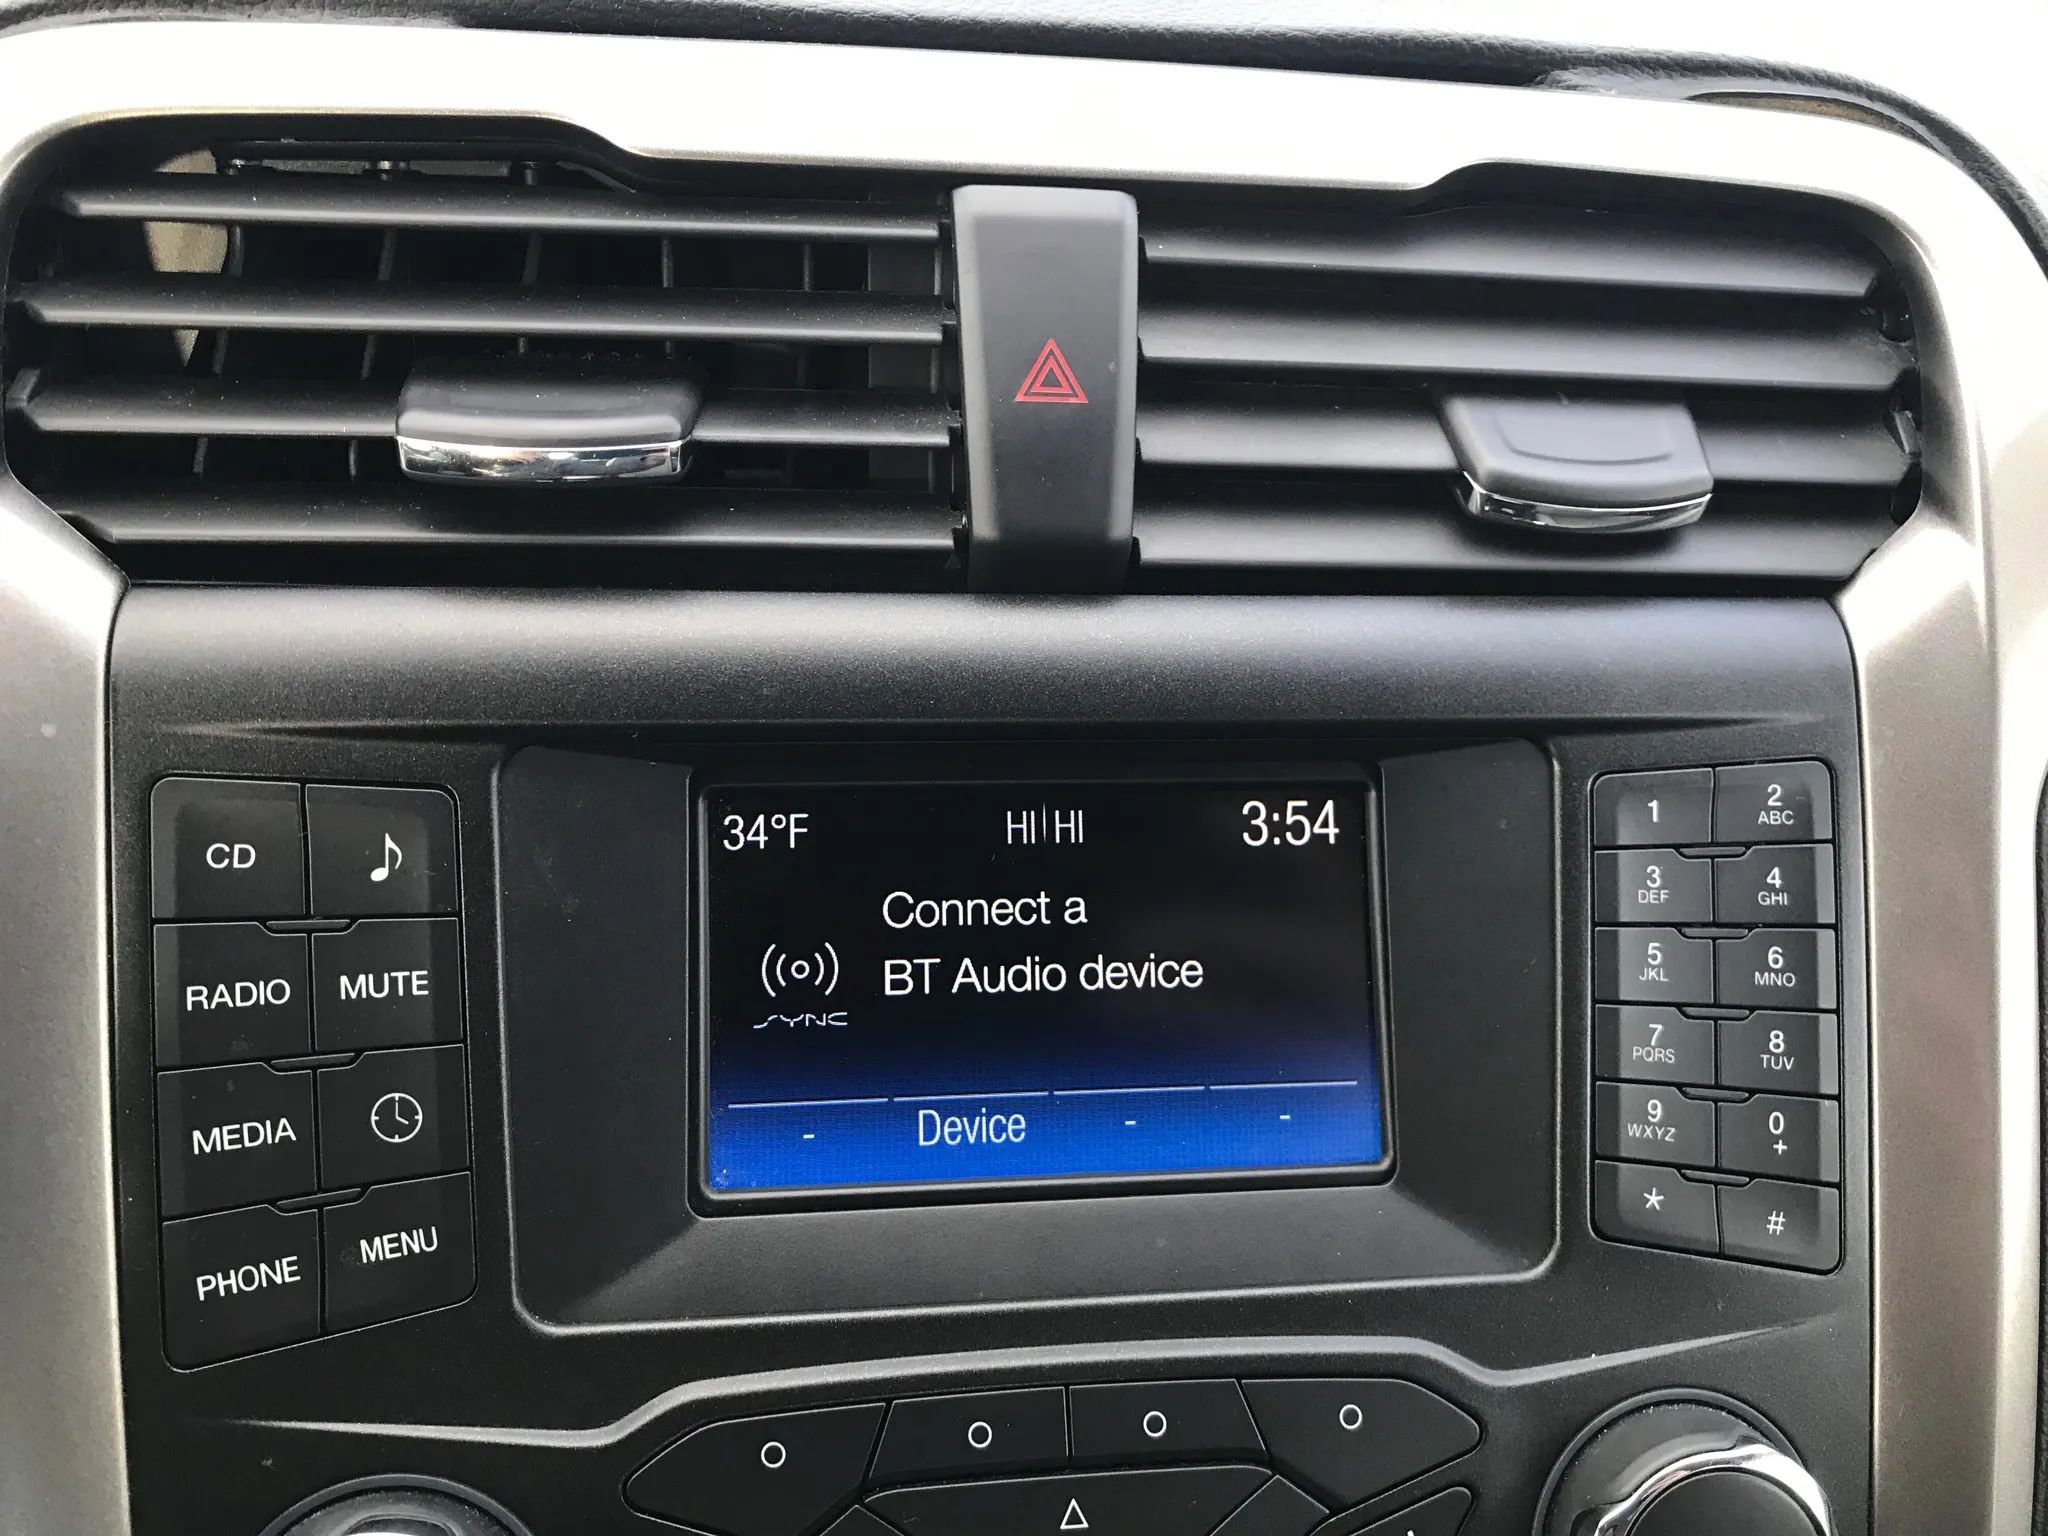 34°F HI|HI 3:54
Connect a
BT Audio device
SYNC
- Device - -
CD
RADIO MUTE
MEDIA
PHONE MENU
1 2 ABC
3 DEF 4 GHI
5 JKL 6 MNO
7 PQRS 8 TUV
9 WXYZ 0 +
* #